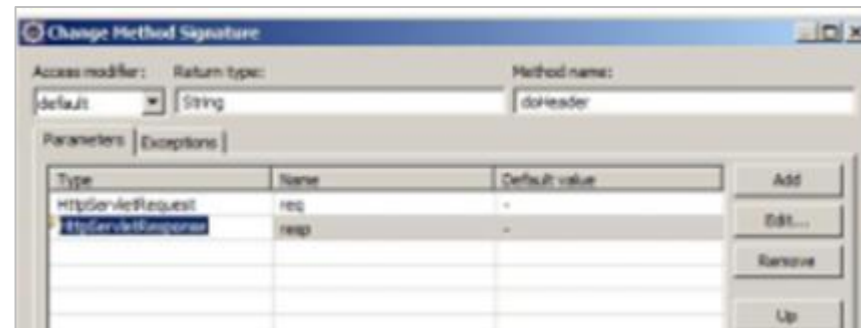 Change Method Signature
Access modifier: Return type: Method name:
default String doHeader
Parameters Exceptions
Type Name Default value Add
HttpServletRequest req - Edit...
HttpServletResponse resp -
Remove
Up